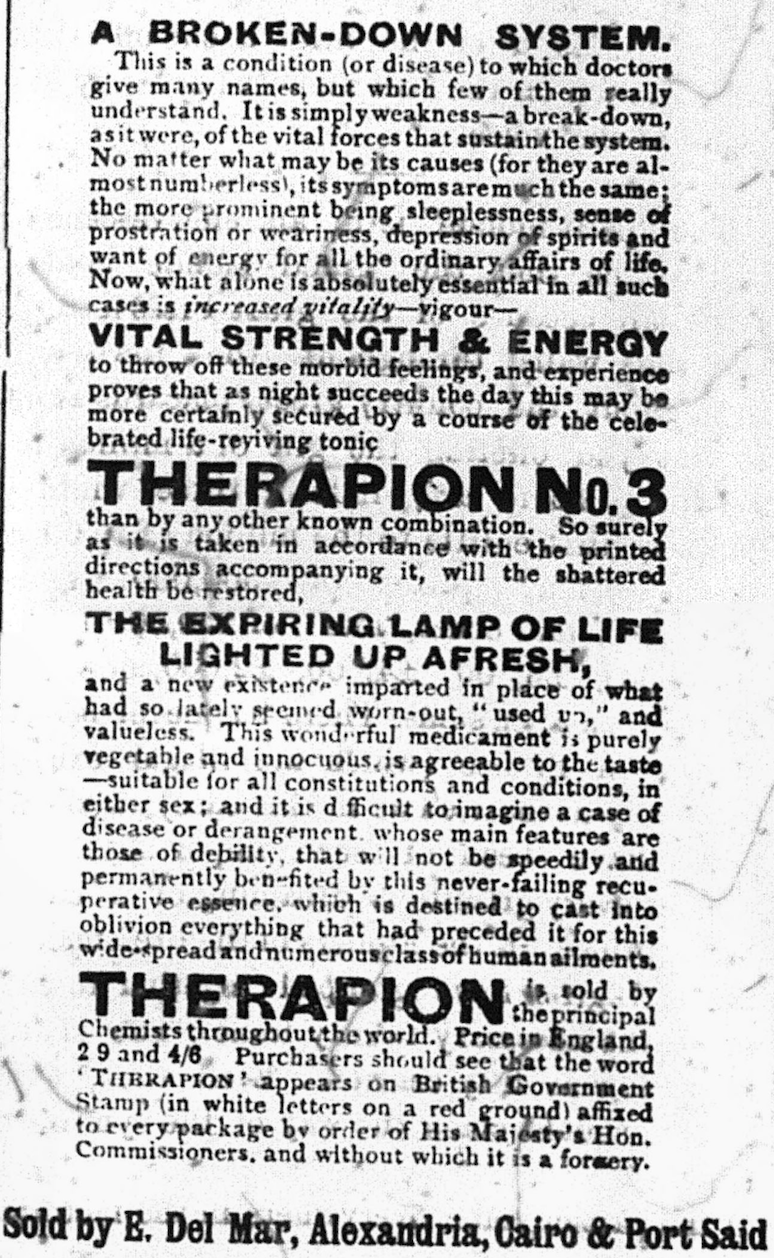 A BROKEN-DOWN SYSTEM.
This is a condition (or disease) to which doctors
give many names, but which few of them really
understand. It is simply weakness—a break-down,
as it were, of the vital forces that sustain the system.
No matter what may be its causes (for they are al-
most numberless), its symptoms are much the same;
the more prominent being sleeplessness, sense of
prostration or weariness, depression of spirits and
want of energy for all the ordinary affairs of life.
Now, what alone is absolutely essential in all such
cases is increased vitality—vigour—
VITAL STRENGTH & ENERGY
to throw off these morbid feelings, and experience
proves that as night succeeds the day this may be
more certainly secured by a course of the cele-
brated life-reviving tonic
THERAPION No. 3
than by any other known combination. So surely
as it is taken in accordance with the printed
directions accompanying it, will the shattered
health be restored,
THE EXPIRING LAMP OF LIFE
LIGHTED UP AFRESH,
and a new existence imparted in place of what
had so lately seemed worn-out, "used up," and
valueless. This wonderful medicament is purely
vegetable and innocuous, is agreeable to the taste
—suitable for all constitutions and conditions, in
either sex; and it is difficult to imagine a case of
disease or derangement, whose main features are
those of debility, that will not be speedily and
permanently benefited by this never-failing recu-
perative essence, which is destined to cast into
oblivion everything that had preceded it for this
wide-spread and numerous class of human ailments.
THERAPION is sold by
the principal
Chemists throughout the world. Price in England,
2 9 and 4/6 Purchasers should see that the word
'THERAPION' appears on British Government
Stamp (in white letters on a red ground) affixed
to every package by order of His Majesty's Hon.
Commissioners, and without which it is a forgery.
Sold by E. Del Mar, Alexandria, Cairo & Port Said